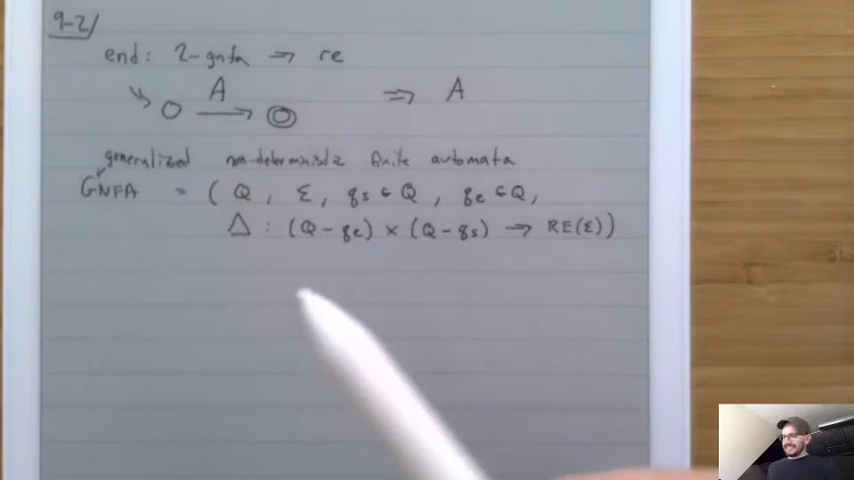 9-2/
end: 2-gnfa → re
A ⇒ A
generalized non-deterministic finite automata
GNFA = ( Q, Σ, qs ∈ Q, qe ∈ Q,
Δ : (Q - qe) × (Q - qs) → RE(Σ))